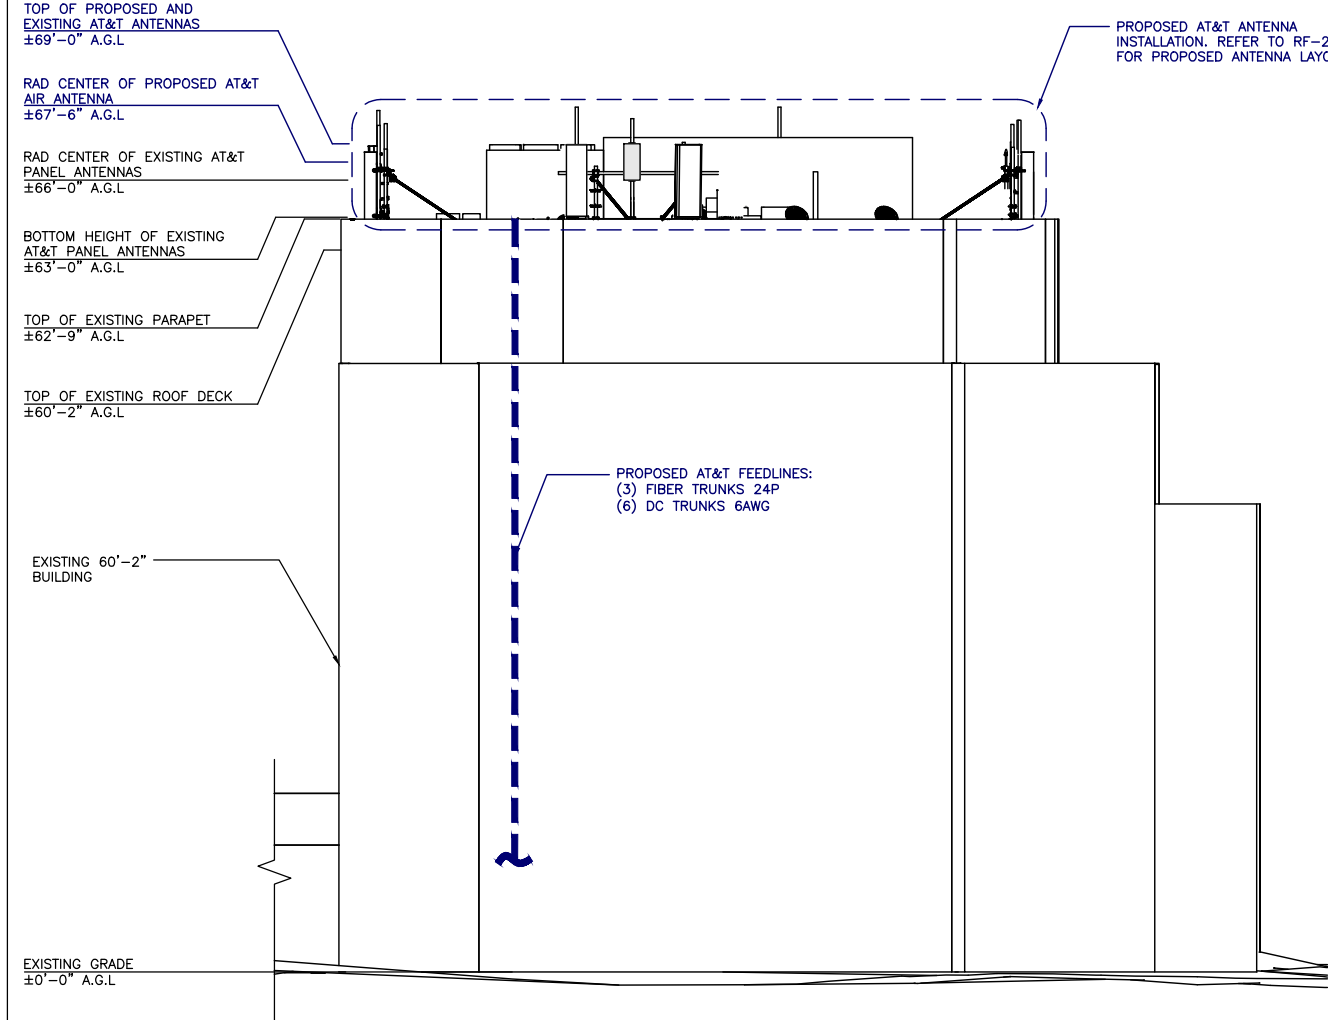 TOP OF PROPOSED AND
EXISTING AT&T ANTENNAS
±69'-0" A.G.L
RAD CENTER OF PROPOSED AT&T
AIR ANTENNA
±67'-6" A.G.L
RAD CENTER OF EXISTING AT&T
PANEL ANTENNAS
±66'-0" A.G.L
BOTTOM HEIGHT OF EXISTING
AT&T PANEL ANTENNAS
±63'-0" A.G.L
TOP OF EXISTING PARAPET
±62'-9" A.G.L
TOP OF EXISTING ROOF DECK
±60'-2" A.G.L
EXISTING 60'-2"
BUILDING
EXISTING GRADE
±0'-0" A.G.L
PROPOSED AT&T FEEDLINES:
(3) FIBER TRUNKS 24P
(6) DC TRUNKS 6AWG
PROPOSED AT&T ANTENNA
INSTALLATION. REFER TO RF-2
FOR PROPOSED ANTENNA